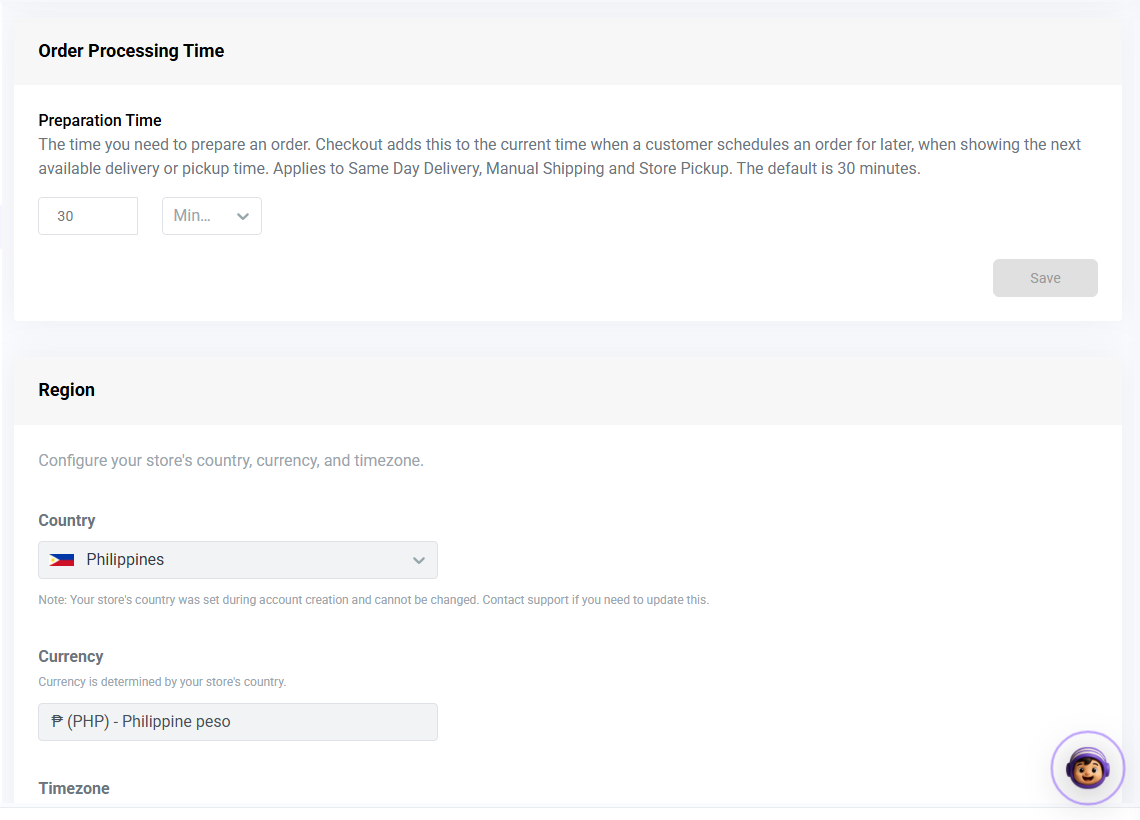 Order Processing Time
Preparation Time
The time you need to prepare an order. Checkout adds this to the current time when a customer schedules an order for later, when showing the next
available delivery or pickup time. Applies to Same Day Delivery, Manual Shipping and Store Pickup. The default is 30 minutes.
30 Min...
Save
Region
Configure your store's country, currency, and timezone.
Country
Philippines
Note: Your store's country was set during account creation and cannot be changed. Contact support if you need to update this.
Currency
Currency is determined by your store's country.
₱ (PHP) - Philippine peso
Timezone